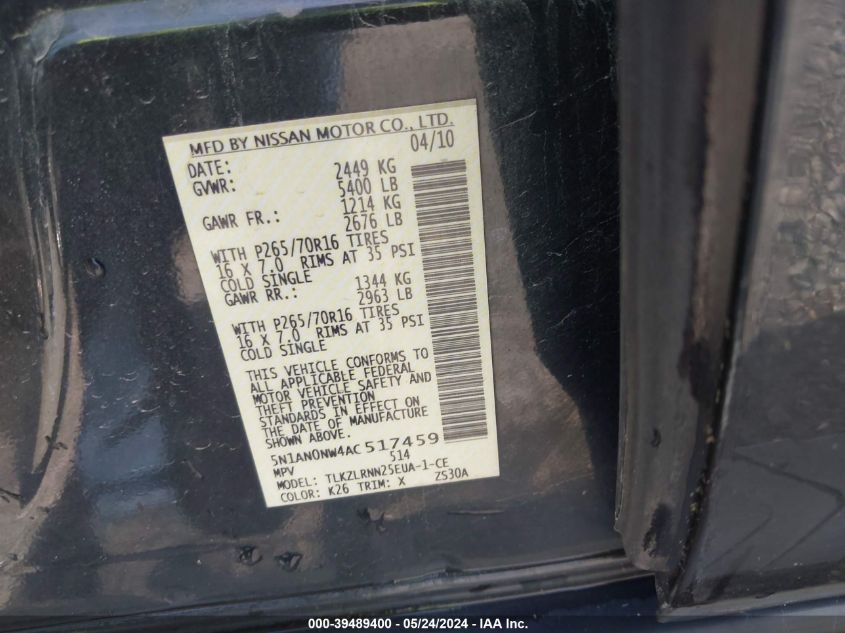 MFD BY NISSAN MOTOR CO., LTD.
DATE: 04/10
GVWR: 2449 KG
5400 LB
GAWR FR.: 1214 KG
2676 LB
WITH P265/70R16 TIRES
16 X 7.0 RIMS AT 35 PSI
COLD SINGLE
GAWR RR.: 1344 KG
2963 LB
WITH P265/70R16 TIRES
16 X 7.0 RIMS AT 35 PSI
COLD SINGLE
THIS VEHICLE CONFORMS TO
ALL APPLICABLE FEDERAL
MOTOR VEHICLE SAFETY AND
THEFT PREVENTION
STANDARDS IN EFFECT ON
THE DATE OF MANUFACTURE
SHOWN ABOVE.
5N1AN0NW4AC517459
MPV 514
MODEL: TLKZLRNN25EUA-1-CE
COLOR: K26 TRIM: X ZS30A
000-39489400 - 05/24/2024 - IAA Inc.